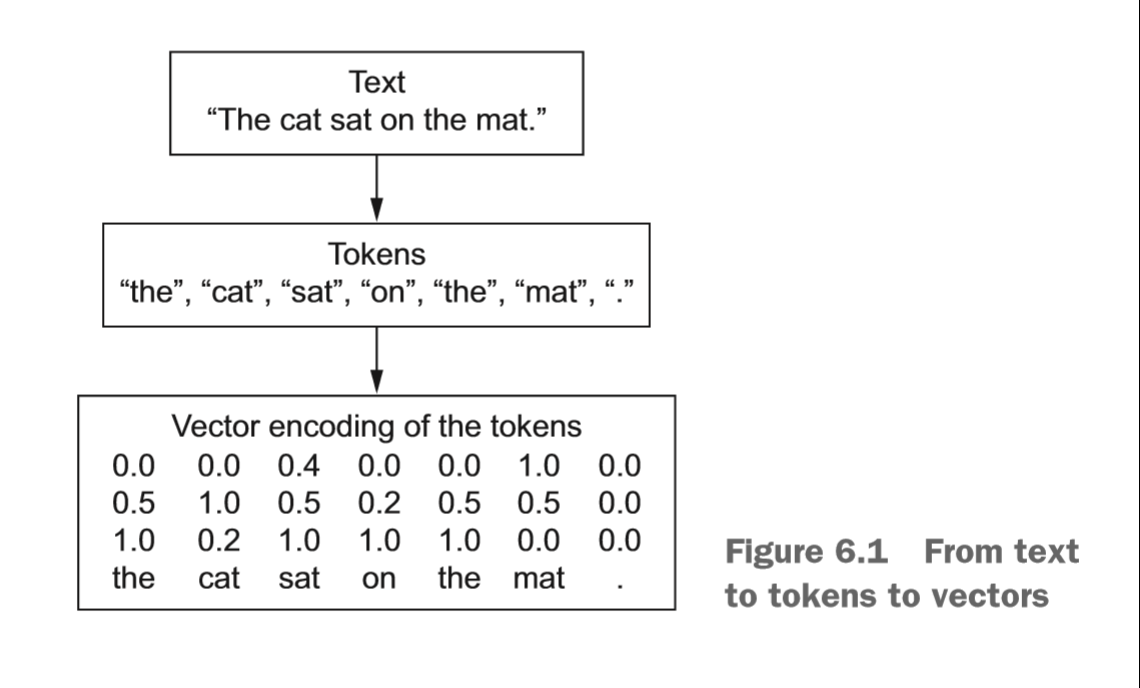 Text
“The cat sat on the mat.”
Tokens
“the”, “cat”, “sat”, “on”, “the”, “mat”, “.”
Vector encoding of the tokens
0.0 0.0 0.4 0.0 0.0 1.0 0.0
0.5 1.0 0.5 0.2 0.5 0.5 0.0
1.0 0.2 1.0 1.0 1.0 0.0 0.0
the cat sat on the mat .
Figure 6.1 From text
to tokens to vectors